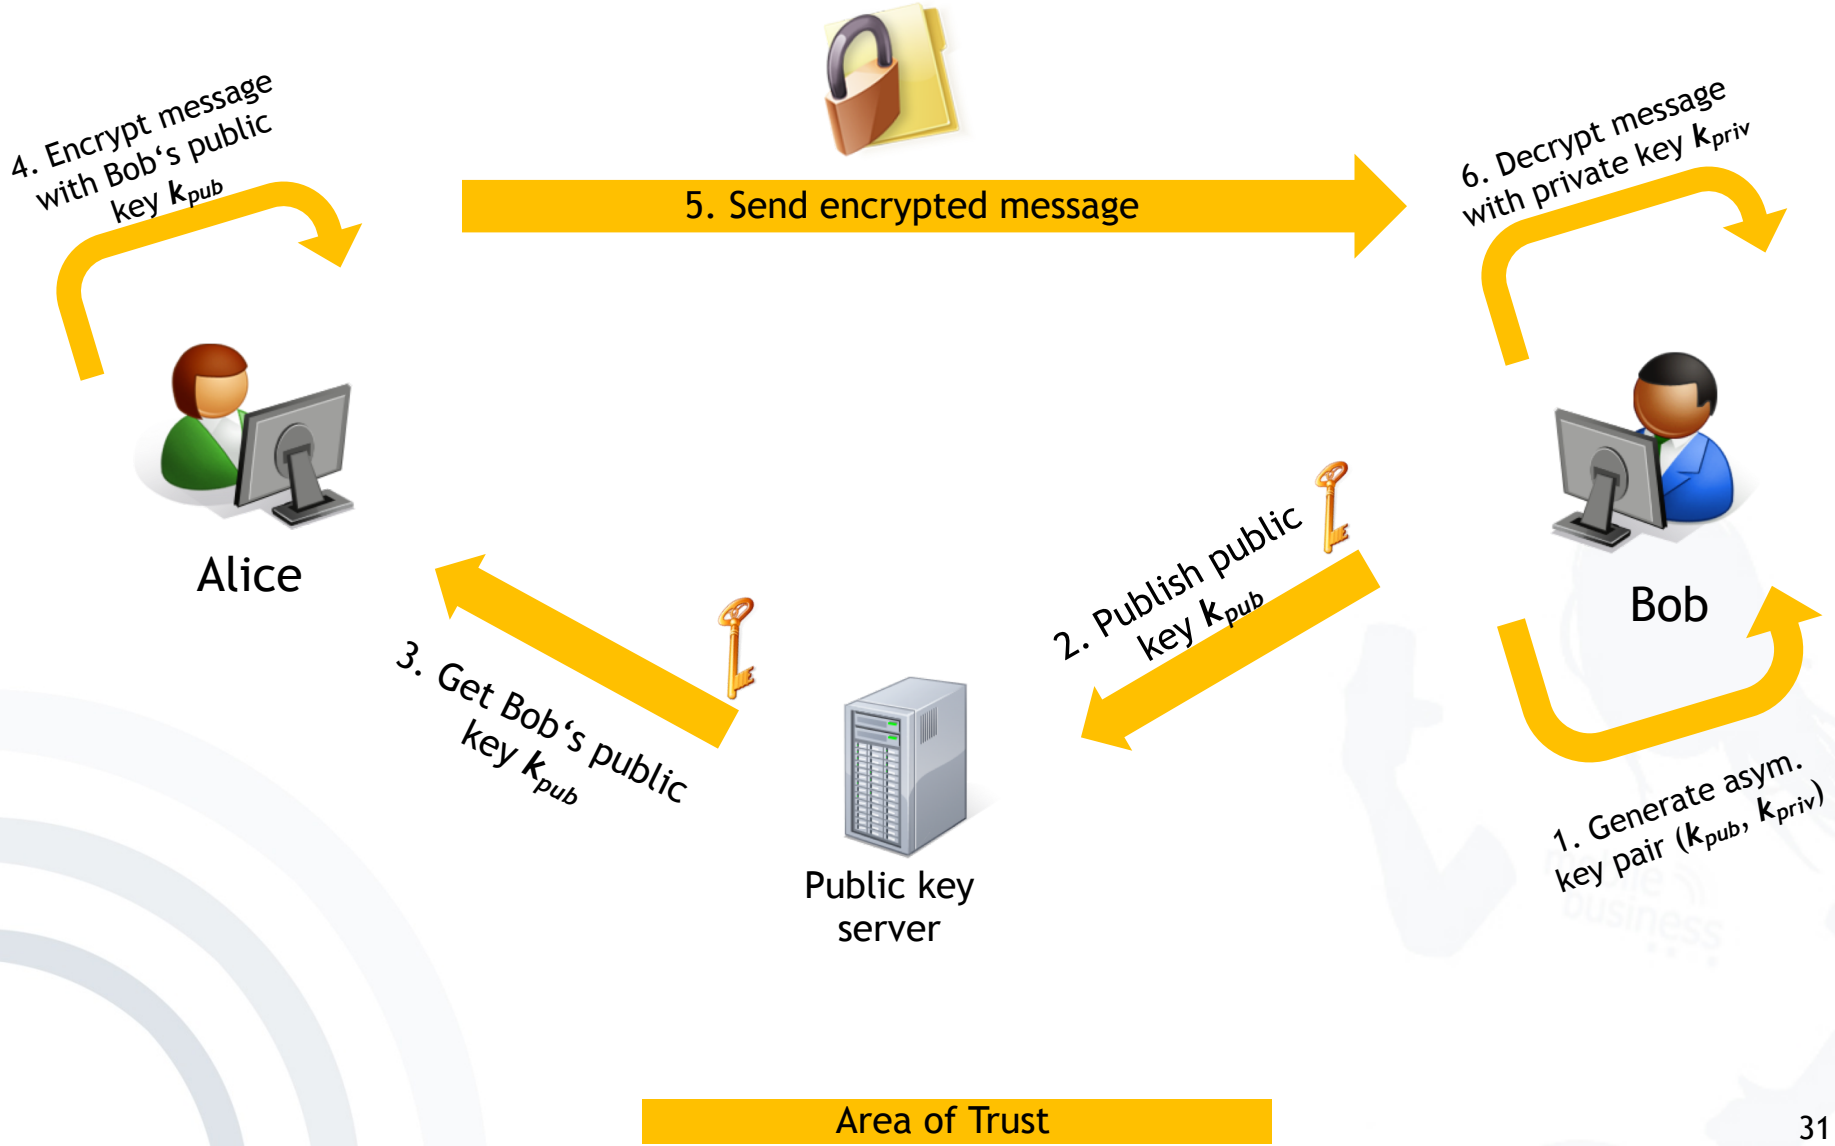 4. Encrypt message
with Bob‘s public
key kpub
5. Send encrypted message
6. Decrypt message
with private key kpriv
Alice
Bob
2. Publish public
key kpub
3. Get Bob‘s public
key kpub
1. Generate asym.
key pair (kpub, kpriv)
Public key
server
mobile
business
Area of Trust
31